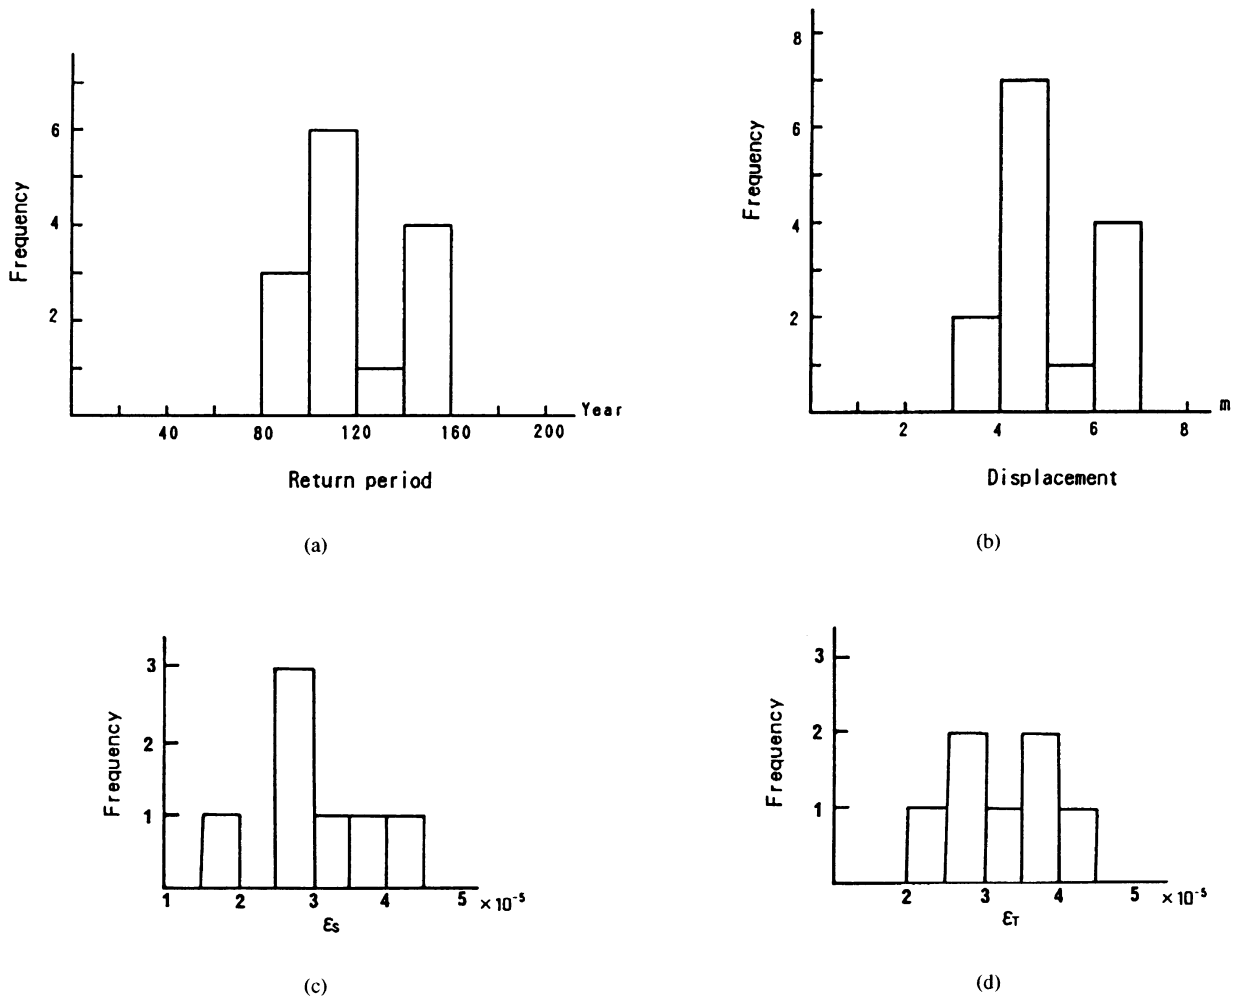 Frequency
6
4
2
40 80 120 160 200 Year
Return period
(a)
Frequency
8
6
4
2
2 4 6 8 m
Displacement
(b)
Frequency
3
2
1
1 2 3 4 5 ×10⁻⁵
εs
(c)
Frequency
3
2
1
2 3 4 5 ×10⁻⁵
εT
(d)